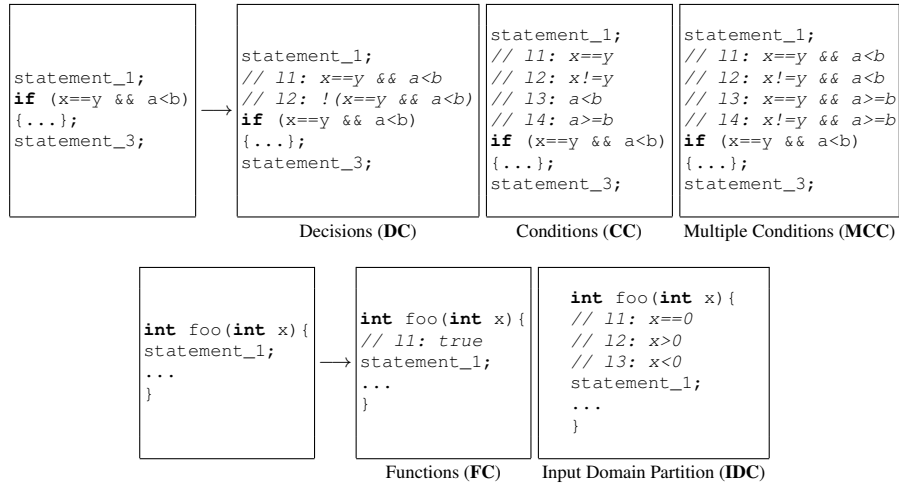 statement_1;
if (x==y && a<b)
{...};
statement_3;
⟶
statement_1;
// l1: x==y && a<b
// l2: !(x==y && a<b)
if (x==y && a<b)
{...};
statement_3;
Decisions (DC)
statement_1;
// l1: x==y
// l2: x!=y
// l3: a<b
// l4: a>=b
if (x==y && a<b)
{...};
statement_3;
Conditions (CC)
statement_1;
// l1: x==y && a<b
// l2: x!=y && a<b
// l3: x==y && a>=b
// l4: x!=y && a>=b
if (x==y && a<b)
{...};
statement_3;
Multiple Conditions (MCC)
int foo(int x){
statement_1;
...
}
⟶
int foo(int x){
// l1: true
statement_1;
...
}
Functions (FC)
int foo(int x){
// l1: x==0
// l2: x>0
// l3: x<0
statement_1;
...
}
Input Domain Partition (IDC)